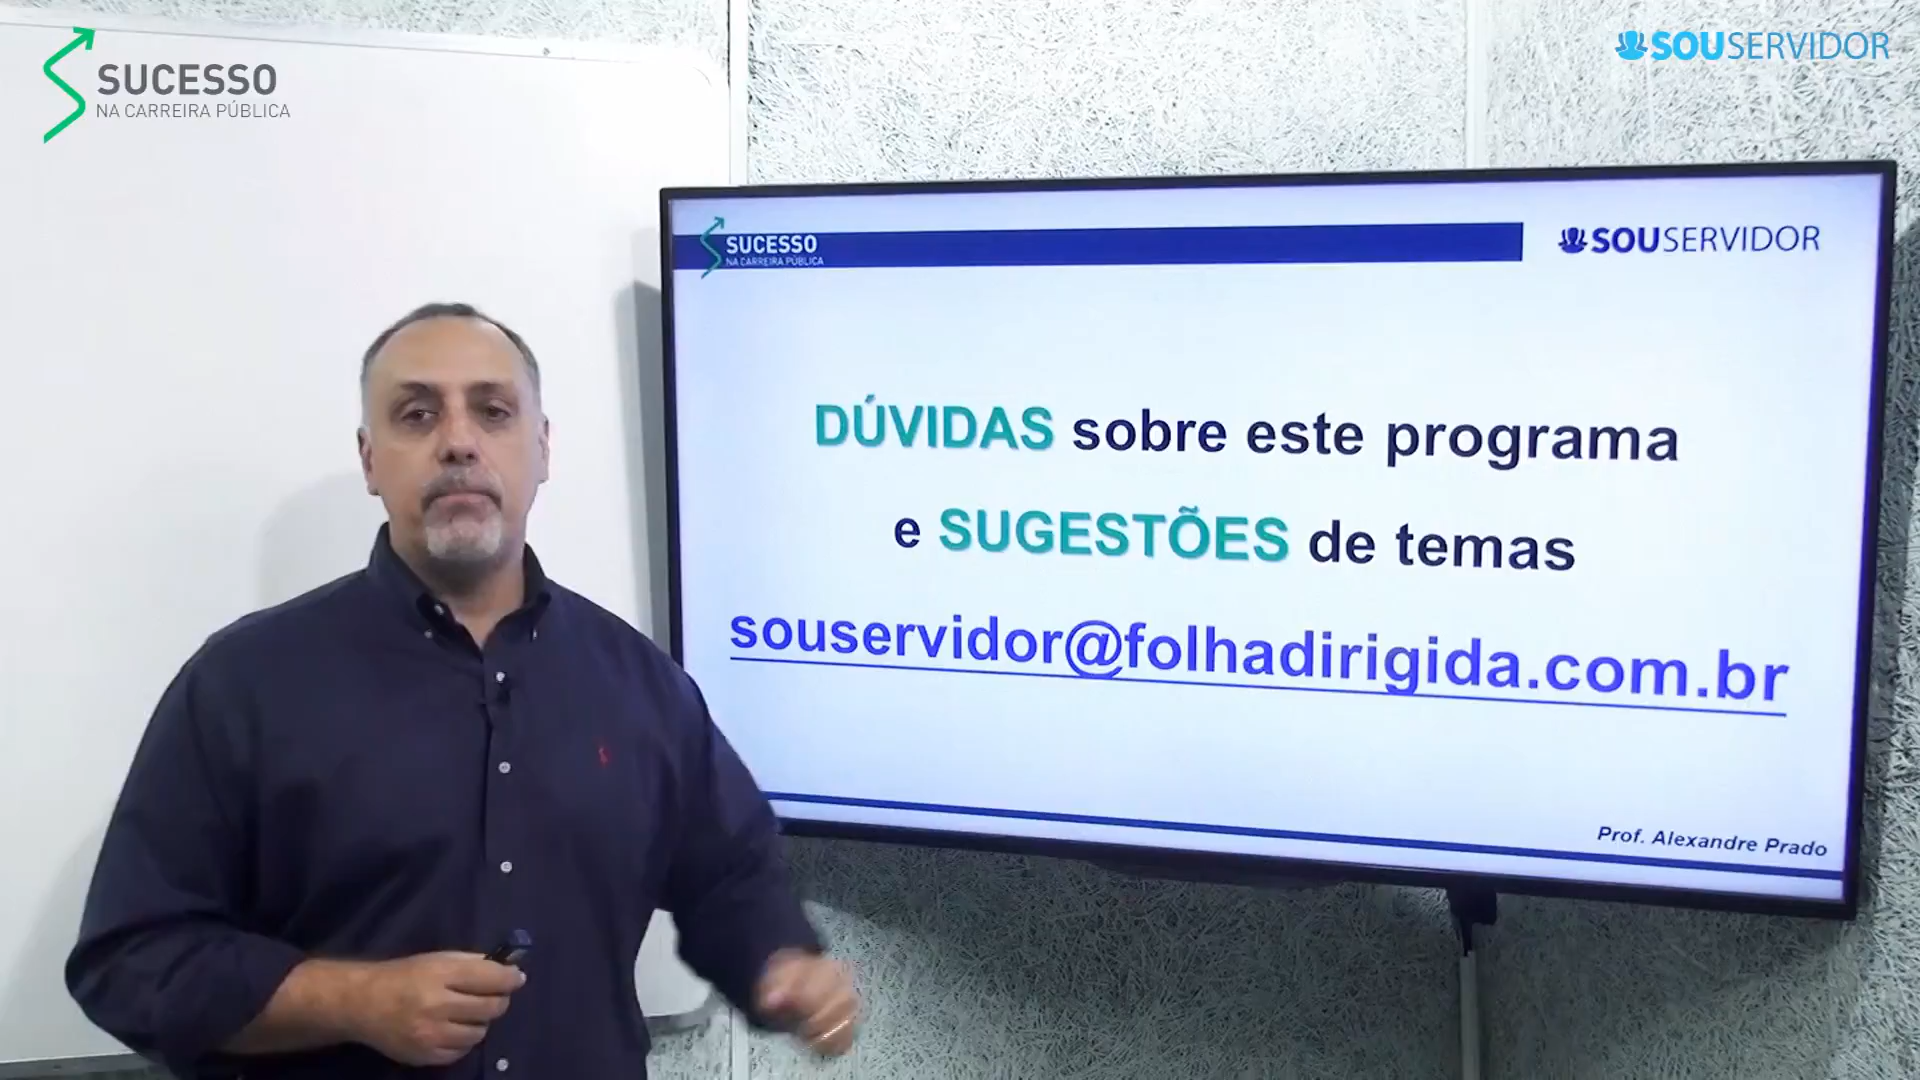 SUCESSO
NA CARREIRA PÚBLICA
SOUSERVIDOR
SUCESSO
NA CARREIRA PÚBLICA
SOUSERVIDOR
DÚVIDAS sobre este programa
e SUGESTÕES de temas
souservidor@folhadirigida.com.br
Prof. Alexandre Prado